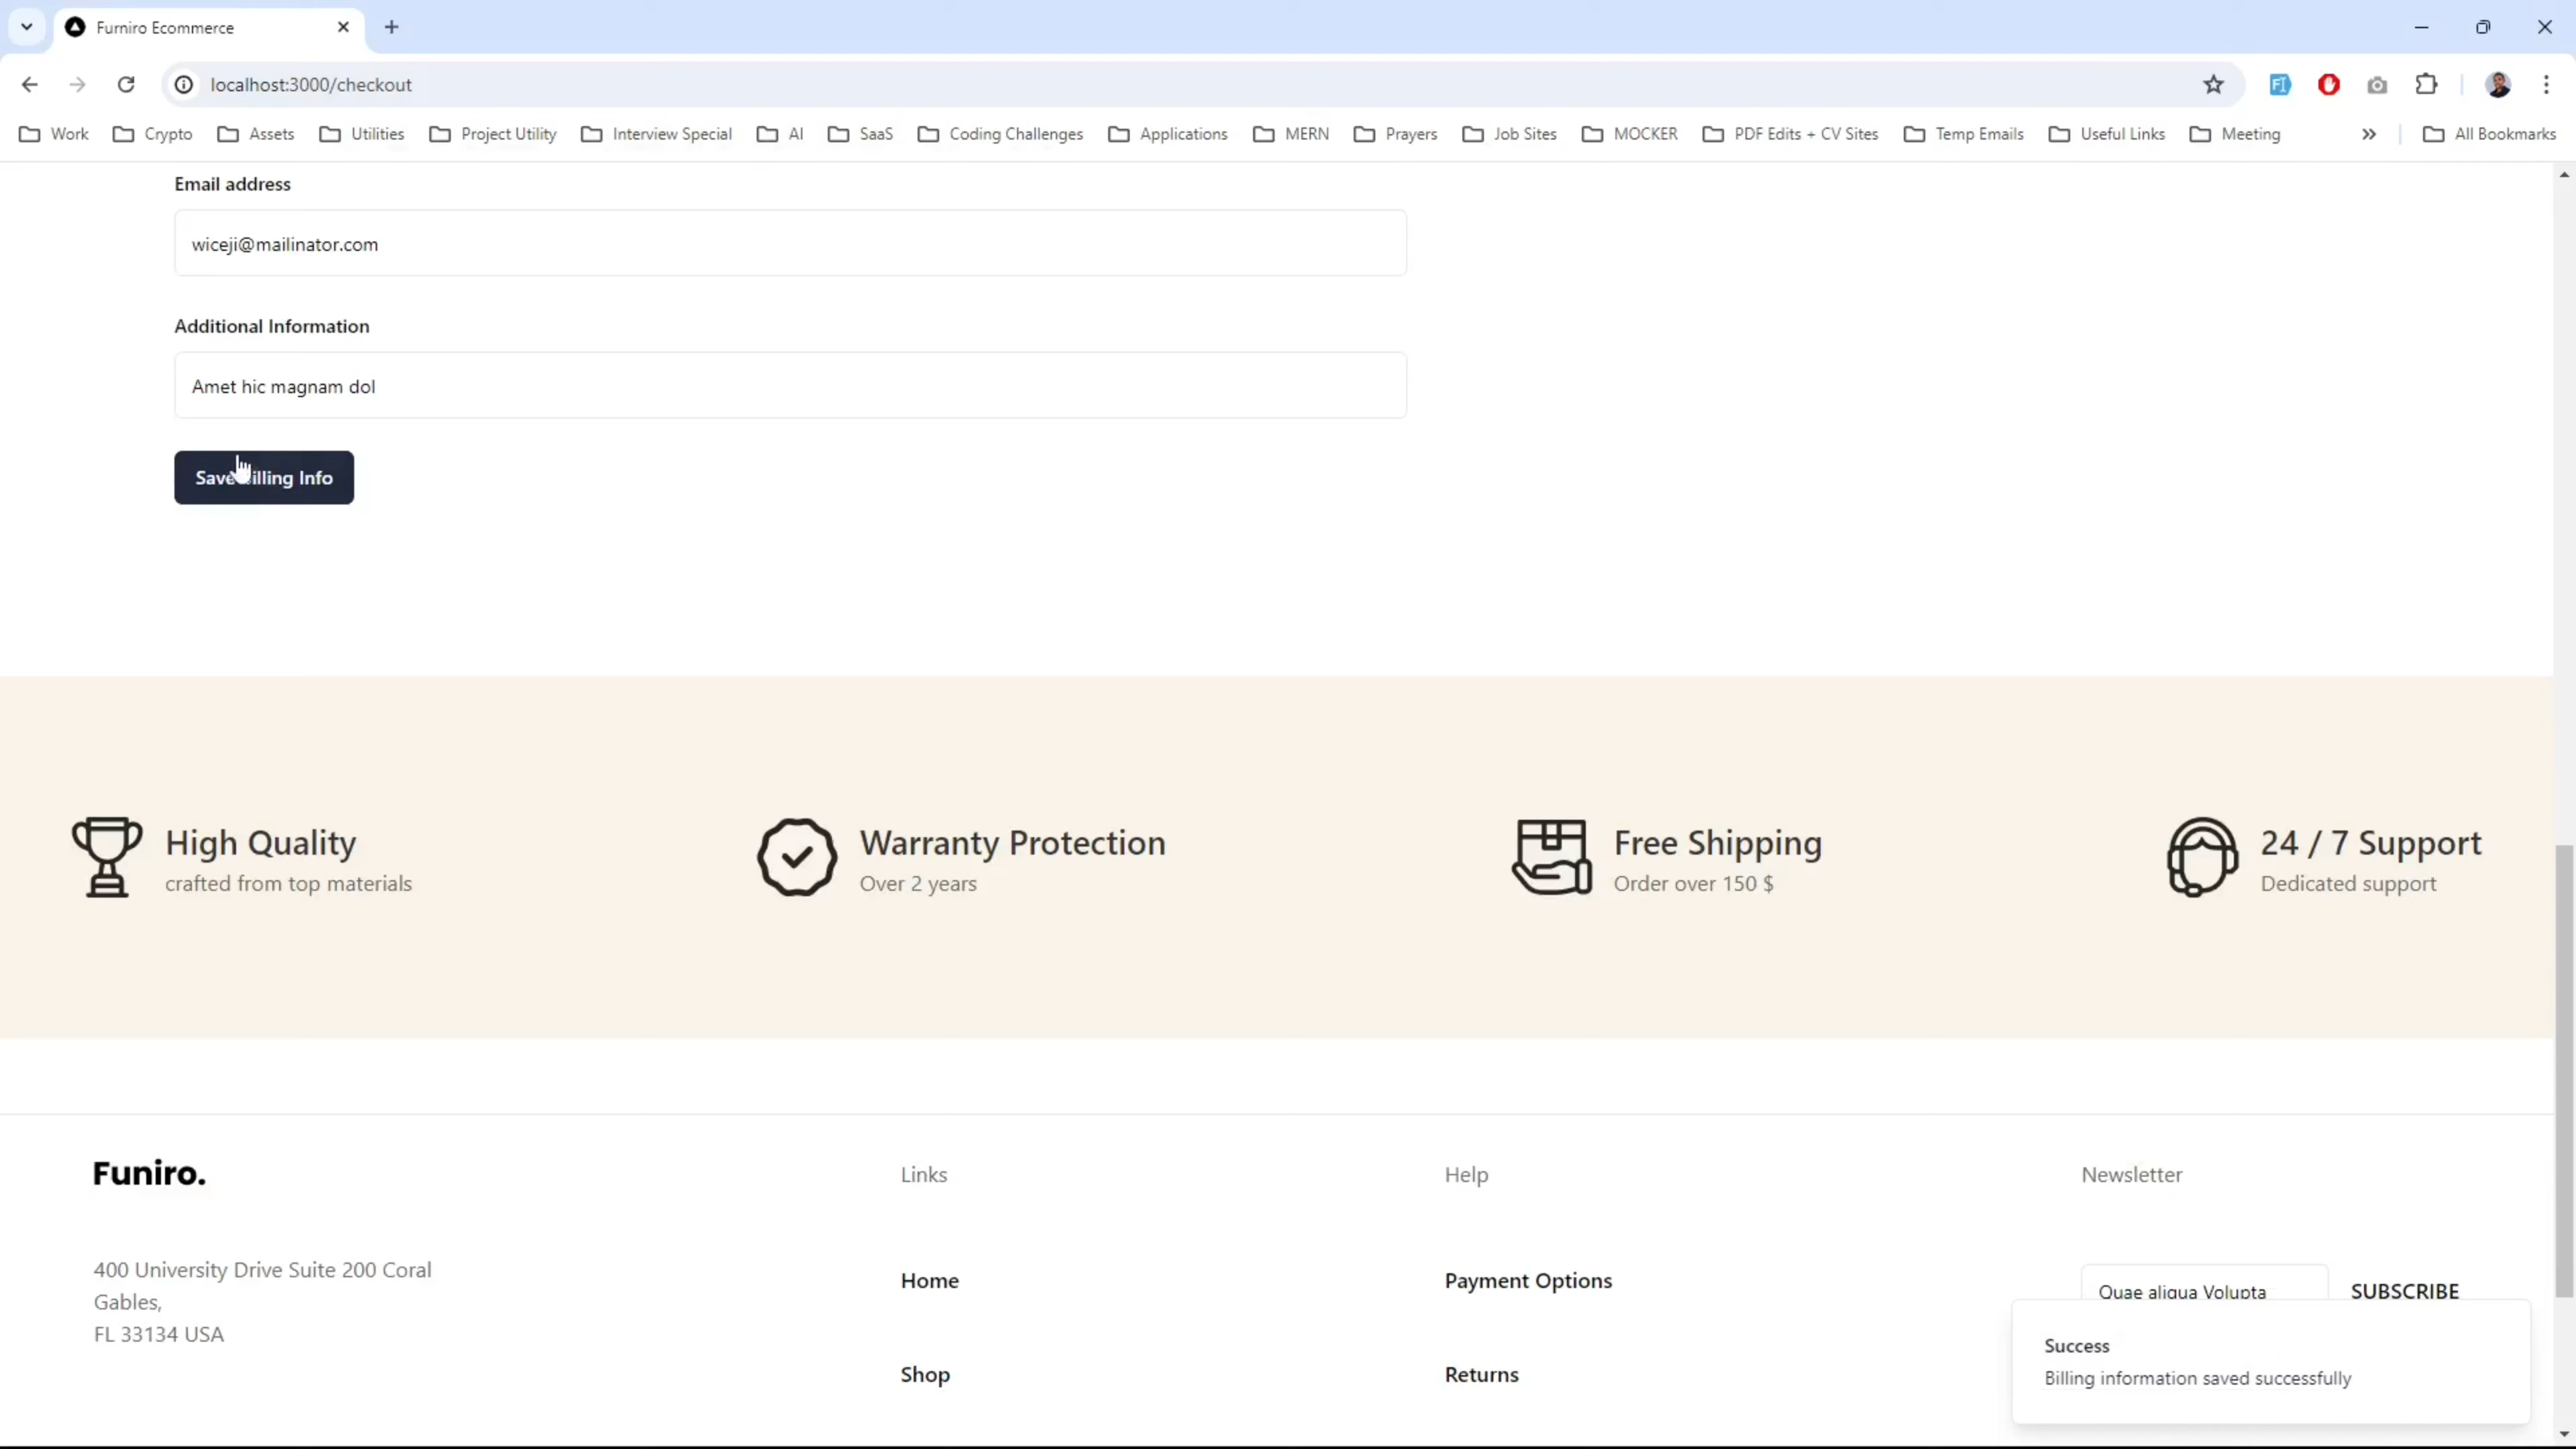 Furniro Ecommerce
localhost:3000/checkout
Work Crypto Assets Utilities Project Utility Interview Special AI SaaS Coding Challenges Applications MERN Prayers Job Sites MOCKER PDF Edits + CV Sites Temp Emails Useful Links Meeting » All Bookmarks
Email address
wiceji@mailinator.com
Additional Information
Amet hic magnam dol
Save Billing Info
High Quality
crafted from top materials
Warranty Protection
Over 2 years
Free Shipping
Order over 150 $
24 / 7 Support
Dedicated support
Funiro.
400 University Drive Suite 200 Coral
Gables,
FL 33134 USA
Links
Home
Shop
Help
Payment Options
Returns
Newsletter
Quae aliqua Volupta SUBSCRIBE
Success
Billing information saved successfully